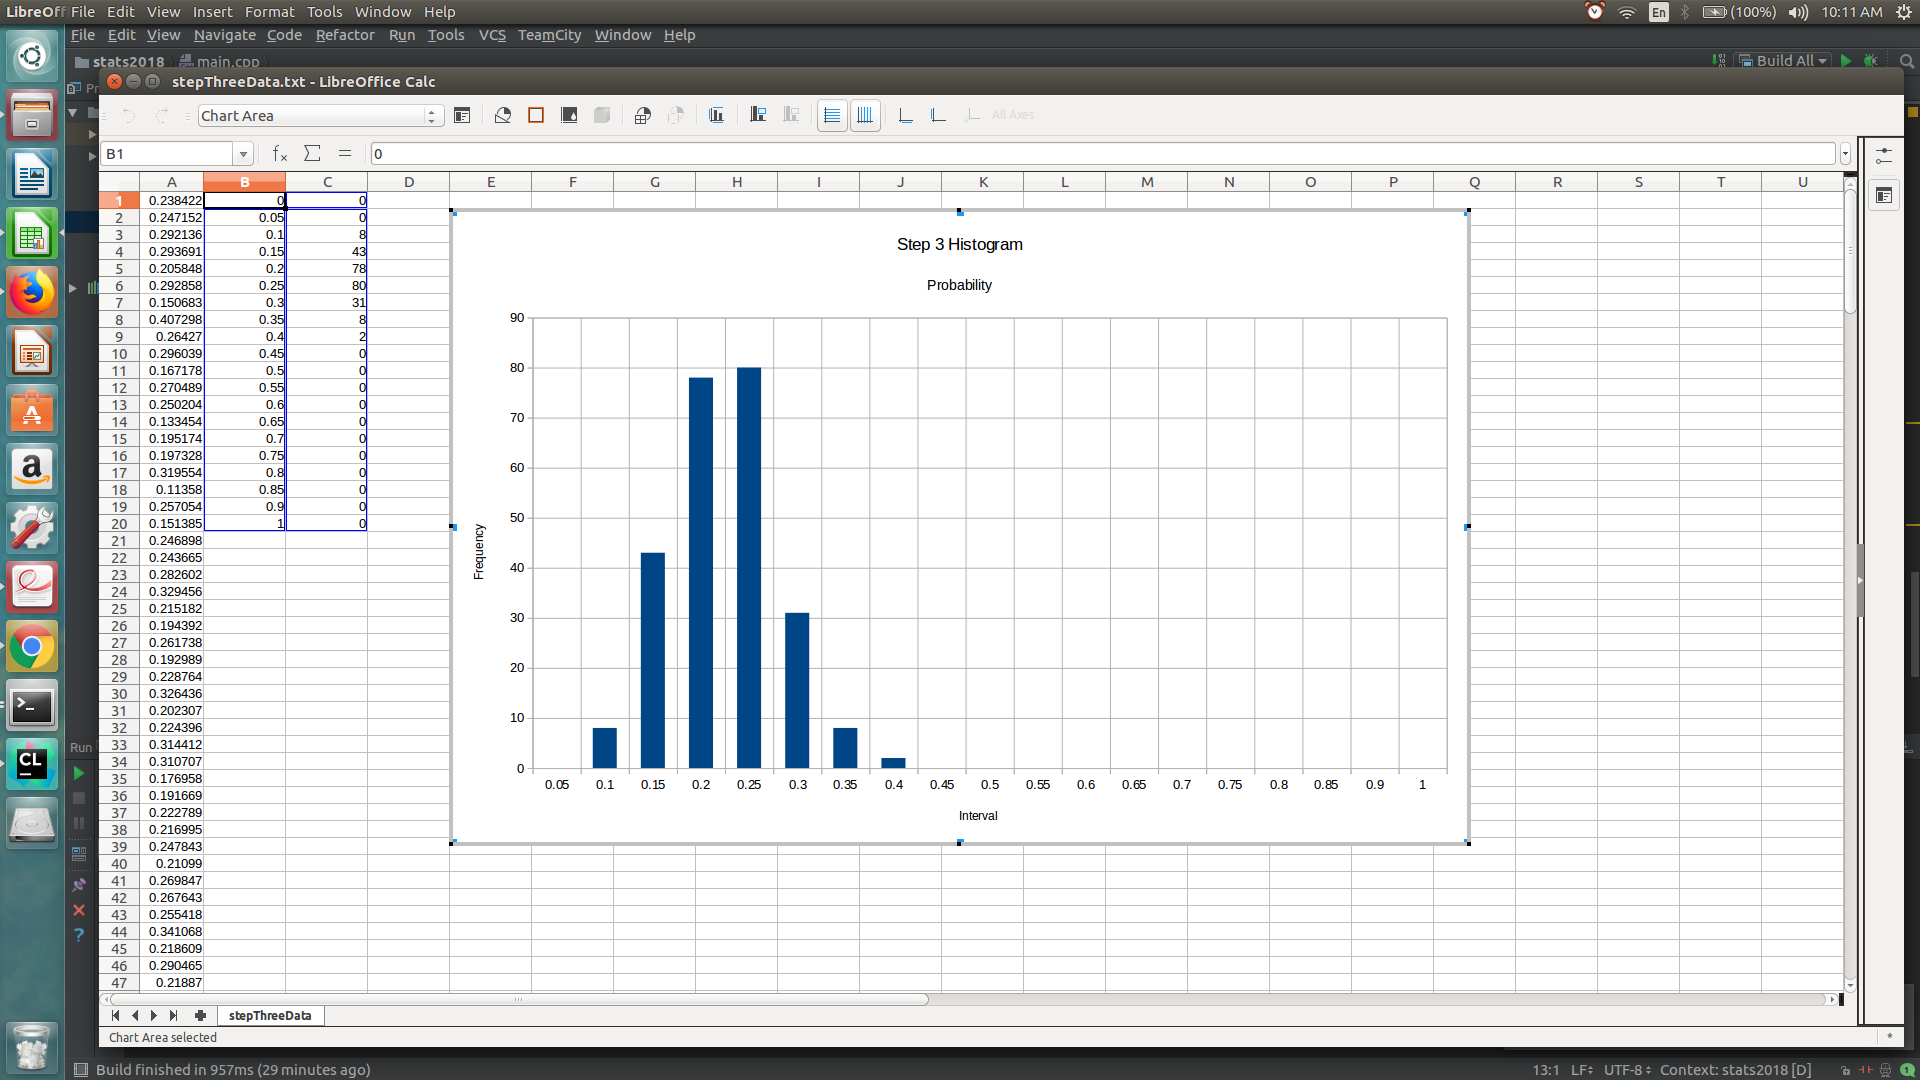 LibreOff File Edit View Insert Format Tools Window Help En (100%) 10:11 AM
File Edit View Navigate Code Refactor Run Tools VCS TeamCity Window Help
stats2018 main.cpp Build All
stepThreeData.txt - LibreOffice Calc
Chart Area All Axes
B1 0
A B C D E F G H I J K L M N O P Q R S T U
1 0.238422 0 0
2 0.247152 0.05 0
3 0.292136 0.1 8
4 0.293691 0.15 43
5 0.205848 0.2 78
6 0.292858 0.25 80
7 0.150683 0.3 31
8 0.407298 0.35 8
9 0.26427 0.4 2
10 0.296039 0.45 0
11 0.167178 0.5 0
12 0.270489 0.55 0
13 0.250204 0.6 0
14 0.133454 0.65 0
15 0.195174 0.7 0
16 0.197328 0.75 0
17 0.319554 0.8 0
18 0.11358 0.85 0
19 0.257054 0.9 0
20 0.151385 1 0
21 0.246898
22 0.243665
23 0.282602
24 0.329456
25 0.215182
26 0.194392
27 0.261738
28 0.192989
29 0.228764
30 0.326436
31 0.202307
32 0.224396
33 0.314412
34 0.310707
35 0.176958
36 0.191669
37 0.222789
38 0.216995
39 0.247843
40 0.21099
41 0.269847
42 0.267643
43 0.255418
44 0.341068
45 0.218609
46 0.290465
47 0.21887
Step 3 Histogram
Probability
90
80
70
60
50
40
30
20
10
0
Frequency
0.05 0.1 0.15 0.2 0.25 0.3 0.35 0.4 0.45 0.5 0.55 0.6 0.65 0.7 0.75 0.8 0.85 0.9 1
Interval
Run
CL
stepThreeData
Chart Area selected
Build finished in 957ms (29 minutes ago) 13:1 LF UTF-8 Context: stats2018 [D] 1